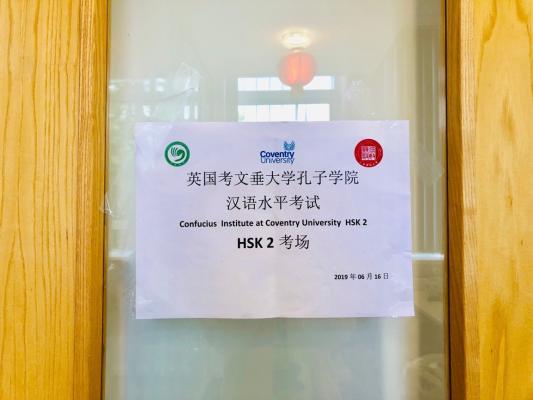 Coventry
University
英国考文垂大学孔子学院
汉语水平考试
Confucius Institute at Coventry University HSK 2
HSK 2 考场
2019 年 06 月 16 日